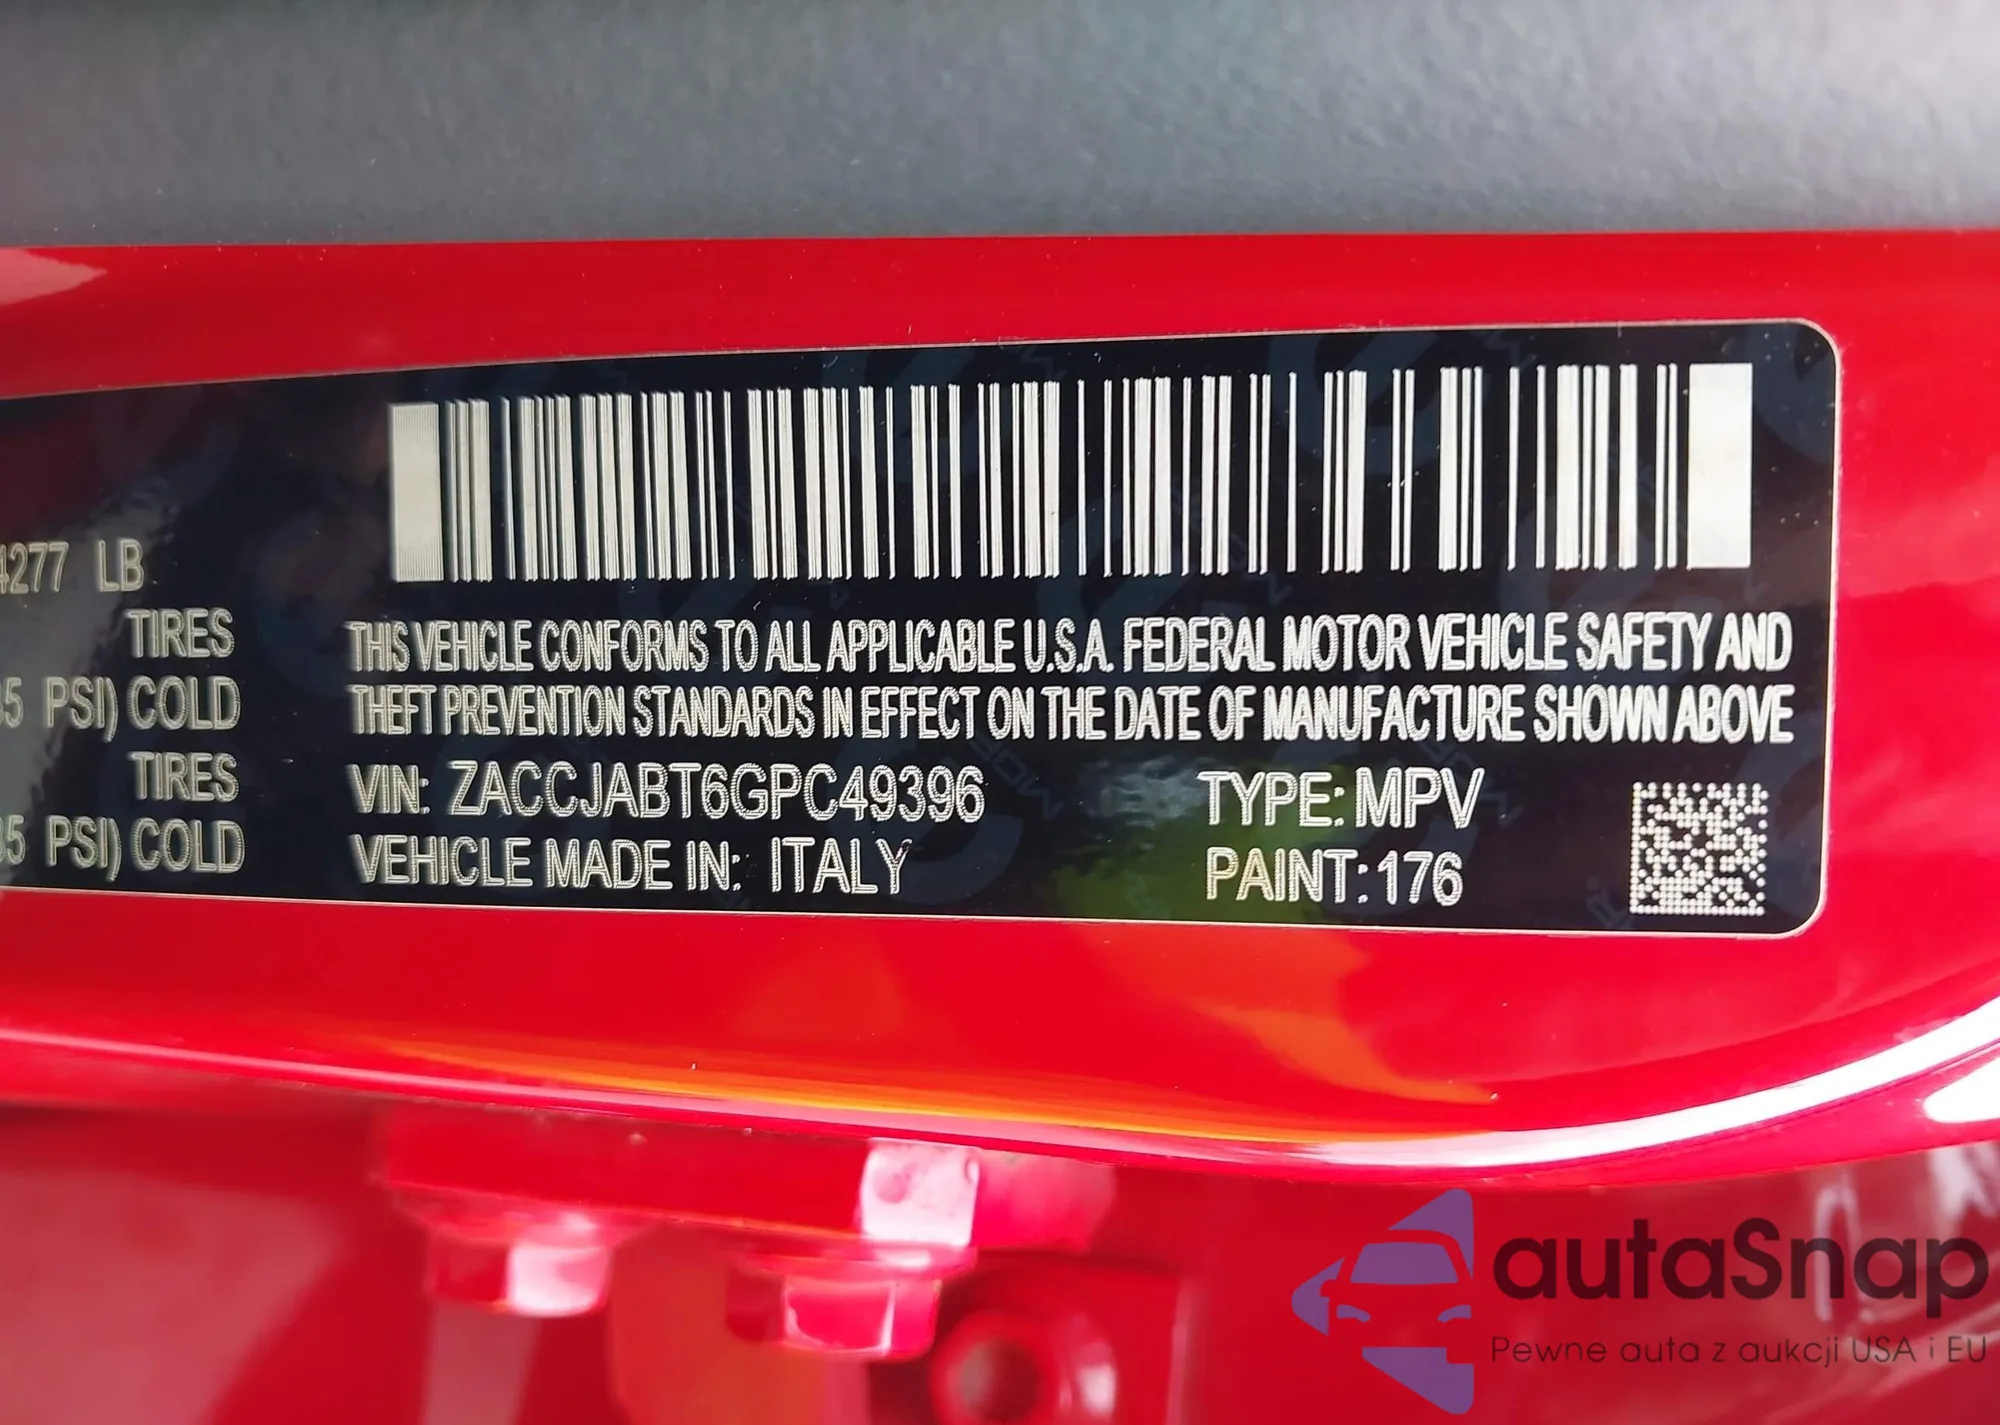 4277 LB
TIRES
35 PSI) COLD
TIRES
35 PSI) COLD
THIS VEHICLE CONFORMS TO ALL APPLICABLE U.S.A. FEDERAL MOTOR VEHICLE SAFETY AND
THEFT PREVENTION STANDARDS IN EFFECT ON THE DATE OF MANUFACTURE SHOWN ABOVE
VIN: ZACCJABT6GPC49396
TYPE: MPV
VEHICLE MADE IN: ITALY
PAINT: 176
autaSnap
Pewne auta z aukcji USA i EU